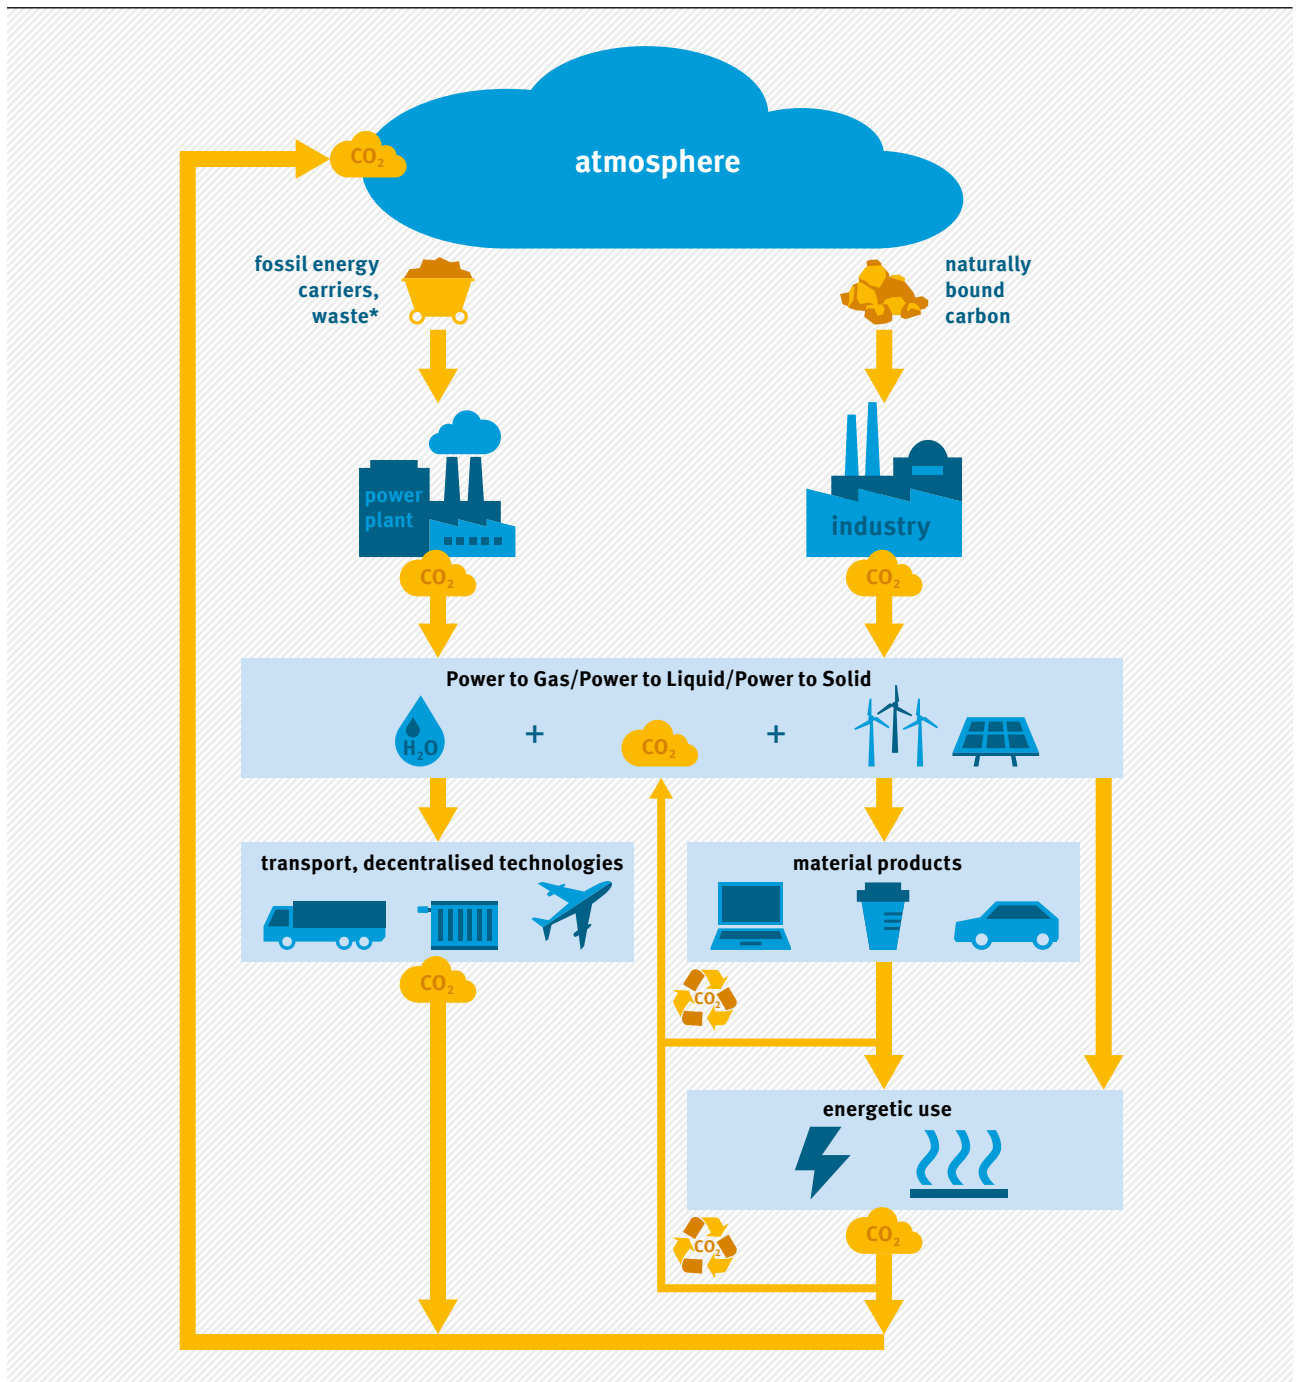 atmosphere
CO₂
fossil energy
carriers,
waste*
naturally
bound
carbon
power
plant
industry
CO₂
CO₂
Power to Gas/Power to Liquid/Power to Solid
H₂O
+
CO₂
+
transport, decentralised technologies
material products
CO₂
CO₂
energetic use
CO₂
CO₂